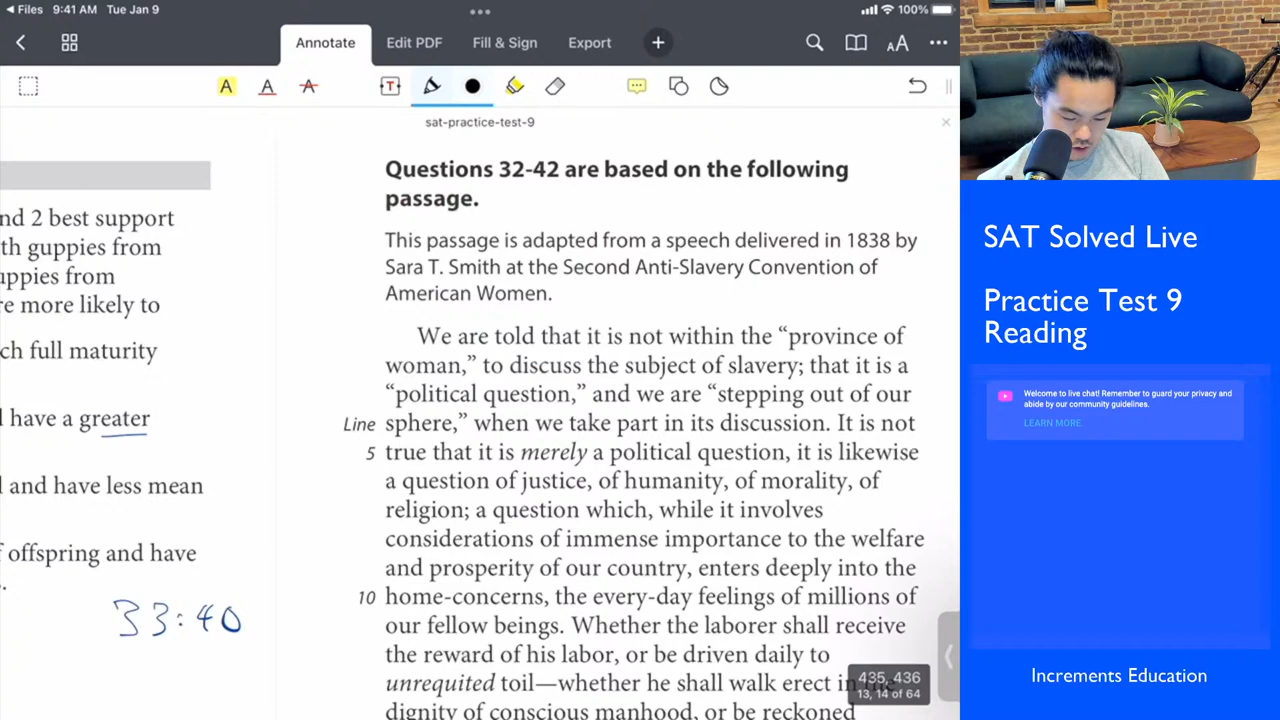 Files 9:41 AM Tue Jan 9
100%
Annotate Edit PDF Fill & Sign Export
sat-practice-test-9
nd 2 best support
th guppies from
uppies from
re more likely to
ch full maturity
d have a greater
d and have less mean
f offspring and have
33:40
Questions 32-42 are based on the following
passage.
This passage is adapted from a speech delivered in 1838 by
Sara T. Smith at the Second Anti-Slavery Convention of
American Women.
We are told that it is not within the “province of
woman,” to discuss the subject of slavery; that it is a
“political question,” and we are “stepping out of our
Line sphere,” when we take part in its discussion. It is not
5 true that it is merely a political question, it is likewise
a question of justice, of humanity, of morality, of
religion; a question which, while it involves
considerations of immense importance to the welfare
and prosperity of our country, enters deeply into the
10 home-concerns, the every-day feelings of millions of
our fellow beings. Whether the laborer shall receive
the reward of his labor, or be driven daily to
unrequited toil—whether he shall walk erect in
dignity of conscious manhood, or be reckoned
435, 436
13, 14 of 64
SAT Solved Live
Practice Test 9
Reading
Welcome to live chat! Remember to guard your privacy and
abide by our community guidelines.
LEARN MORE
Increments Education